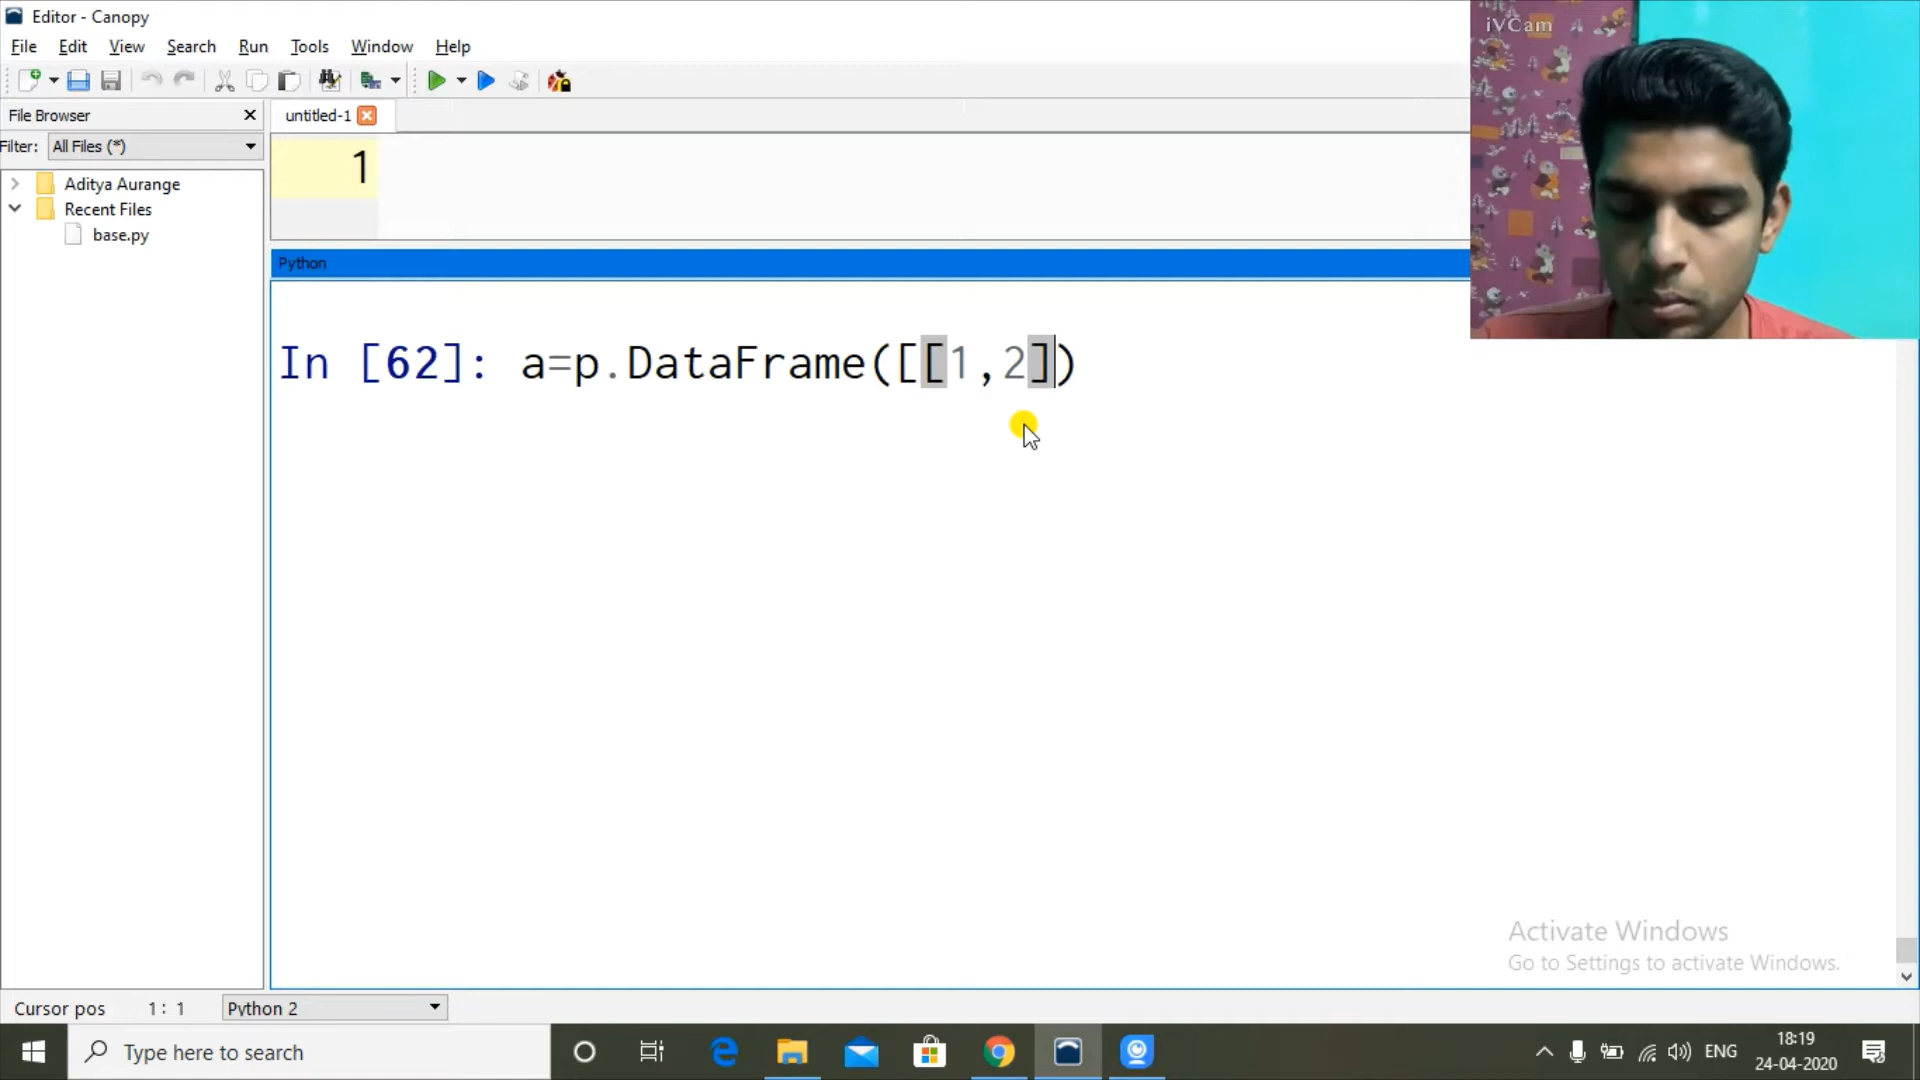 Editor - Canopy
File Edit View Search Run Tools Window Help
File Browser
untitled-1
Filter: All Files (*)
1
Aditya Aurange
Recent Files
base.py
Python
In [62]: a=p.DataFrame([[1,2])
iVCam
Activate Windows
Go to Settings to activate Windows.
Cursor pos 1 : 1 Python 2
Type here to search
ENG
18:19
24-04-2020